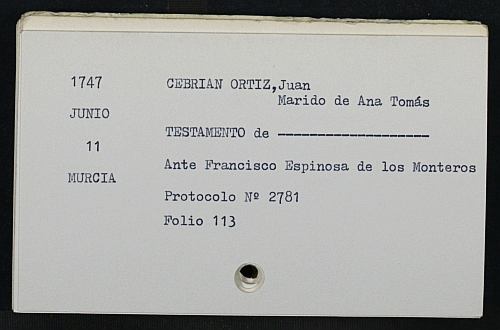 1747
CEBRIAN ORTIZ, Juan
Marido de Ana Tomás
JUNIO
TESTAMENTO de -------------------
11
Ante Francisco Espinosa de los Monteros
MURCIA
Protocolo Nº 2781
Folio 113